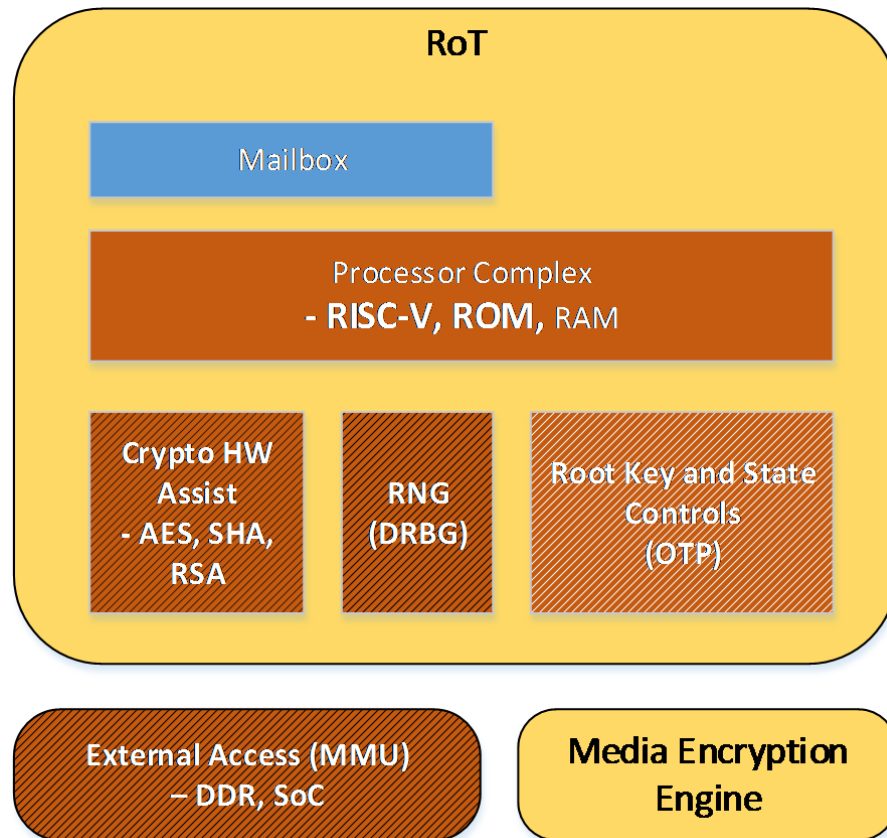 RoT
Mailbox
Processor Complex
- RISC-V, ROM, RAM
Crypto HW
Assist
- AES, SHA,
RSA
RNG
(DRBG)
Root Key and State
Controls
(OTP)
External Access (MMU)
– DDR, SoC
Media Encryption
Engine